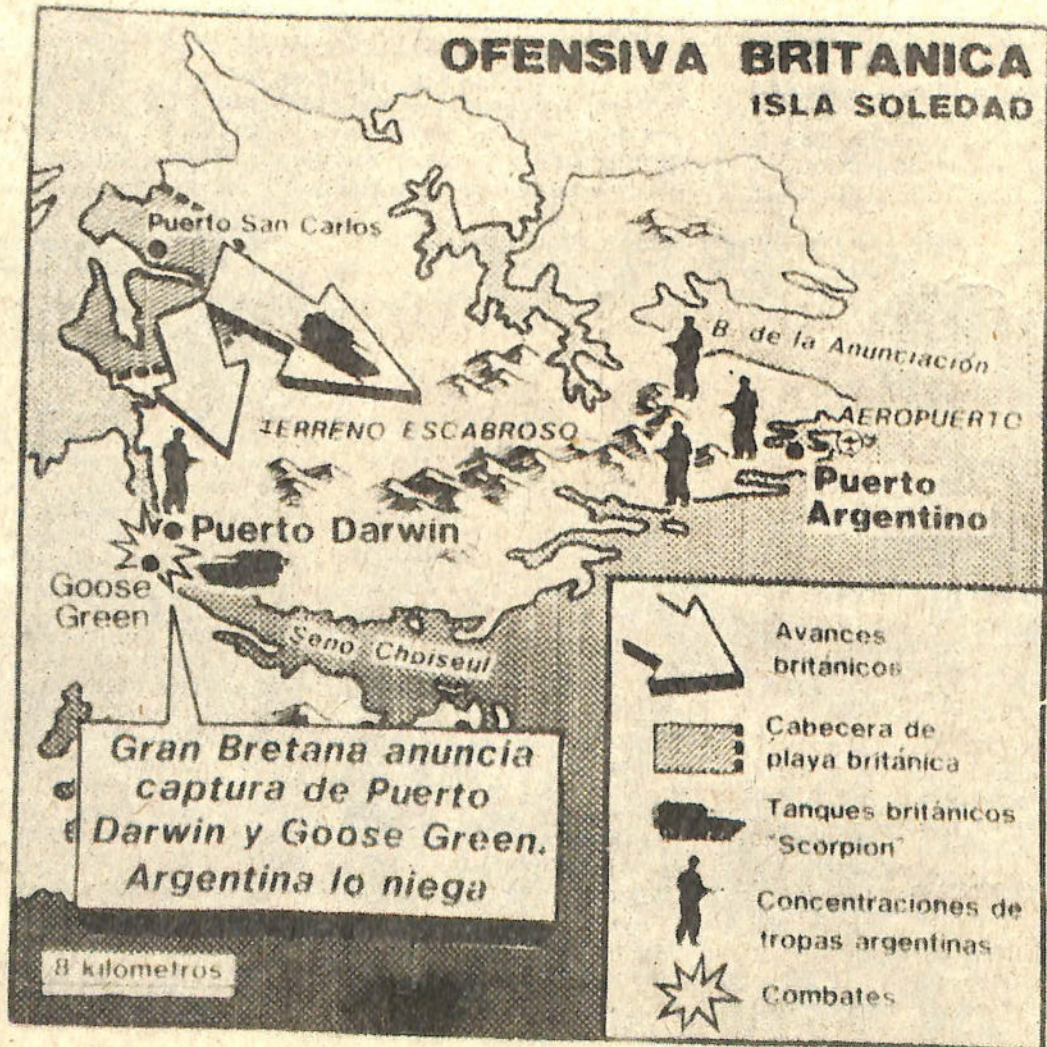 OFENSIVA BRITANICA
ISLA SOLEDAD
Puerto San Carlos
B. de la Anunciación
TERRENO ESCABROSO
AEROPUERTO
Puerto
Argentino
Puerto Darwin
Goose
Green
Seno Choiseul
Gran Bretana anuncia
captura de Puerto
Darwin y Goose Green.
Argentina lo niega
8 kilometros
Avances
británicos
Cabecera de
playa británica
Tanques británicos
"Scorpion"
Concentraciones de
tropas argentinas
Combates